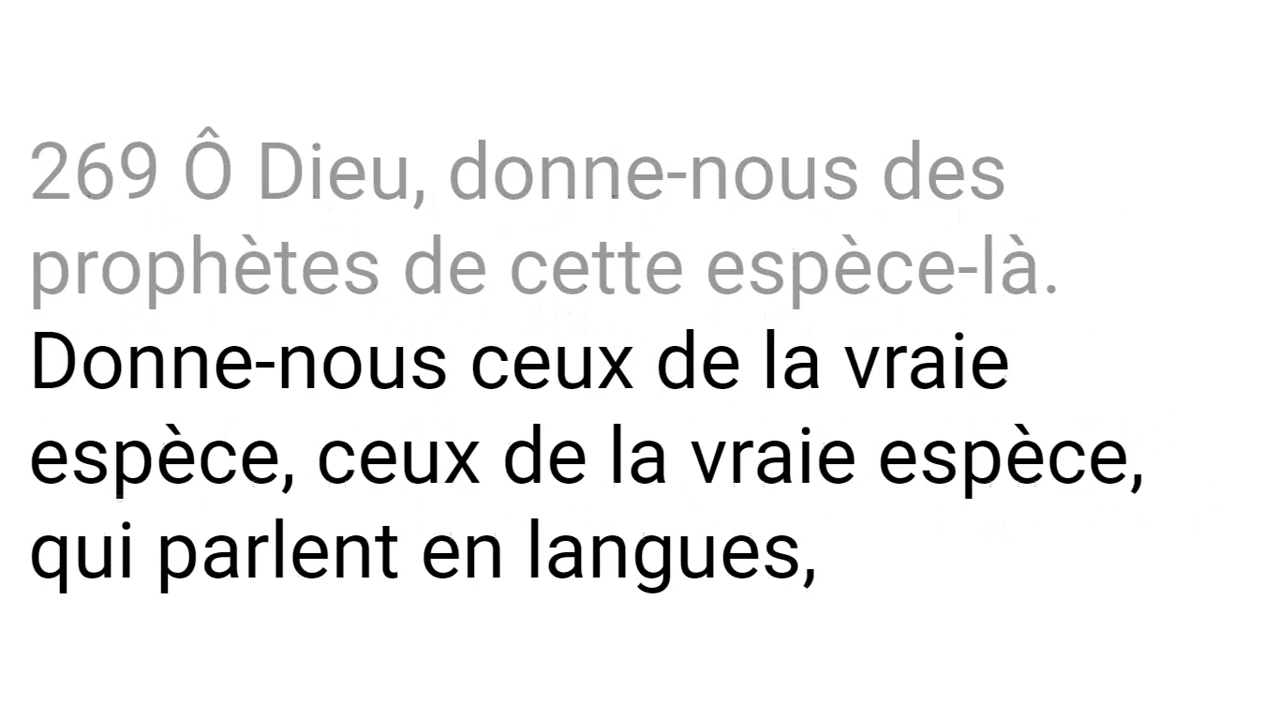 269 Ô Dieu, donne-nous des
prophètes de cette espèce-là.
Donne-nous ceux de la vraie
espèce, ceux de la vraie espèce,
qui parlent en langues,